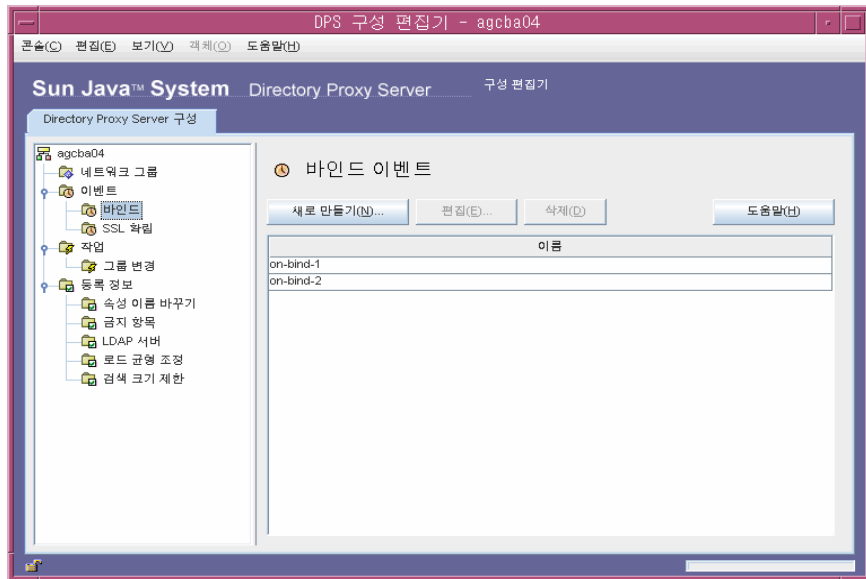 DPS 구성 편집기 - agcba04
콘솔(C) 편집(E) 보기(V) 객체(O) 도움말(H)
Sun Java™ System Directory Proxy Server 구성 편집기
Directory Proxy Server 구성
agcba04
네트워크 그룹
이벤트
바인드
SSL 확립
작업
그룹 변경
등록 정보
속성 이름 바꾸기
금지 항목
LDAP 서버
로드 균형 조정
검색 크기 제한
바인드 이벤트
새로 만들기(N)... 편집(E)... 삭제(D) 도움말(H)
이름
on-bind-1
on-bind-2